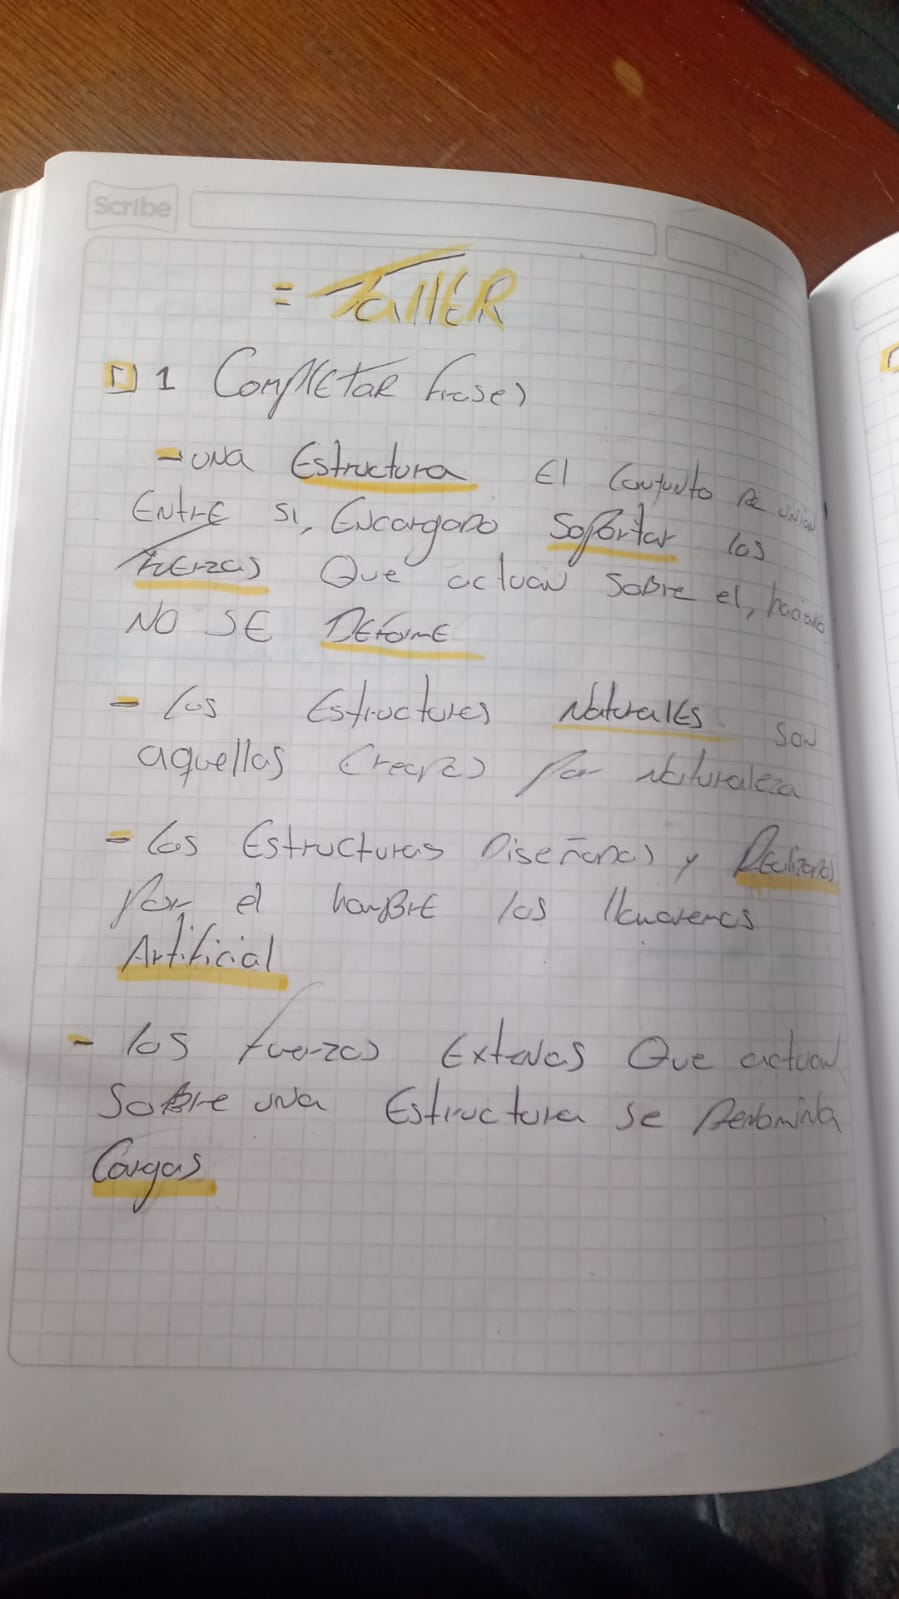 Scribe
= TallER
1 ComplETAR frases
- UNA Estructura El Conjunto De unión
ENTRE SI, Encargado Soportar los
fuerzas Que actuan Sobre el, haciendo
NO SE DEFormE
- los Estructures NaturalEs son
aquellas Creadas por Naturaleza
- los Estructuras Diseñadas y Realizadas
Por el homBrE los llamaremos
Artificial
- los fuerzas Externas Que actuan
Sobre una Estructura se Denomina
Cargas